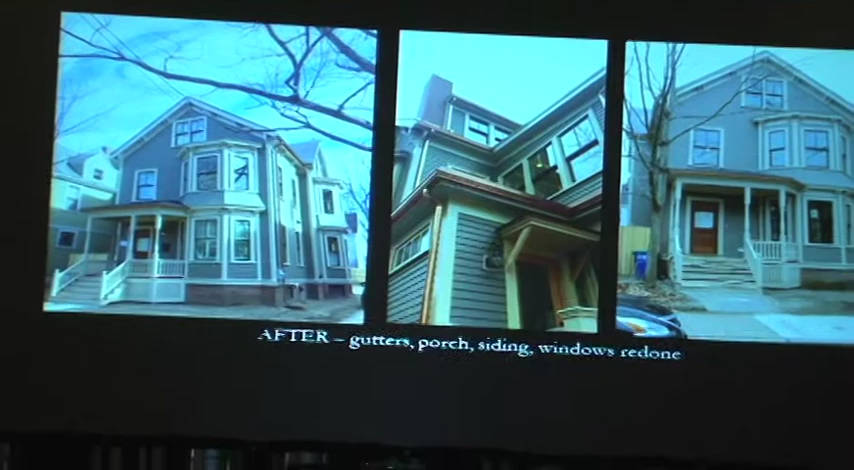 AFTER – gutters, porch, siding, windows redone